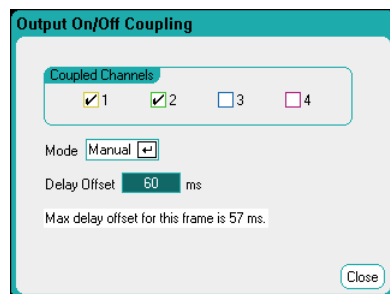 Output On/Off Coupling
Coupled Channels
1 2 3 4
Mode Manual
Delay Offset 60 ms
Max delay offset for this frame is 57 ms.
Close